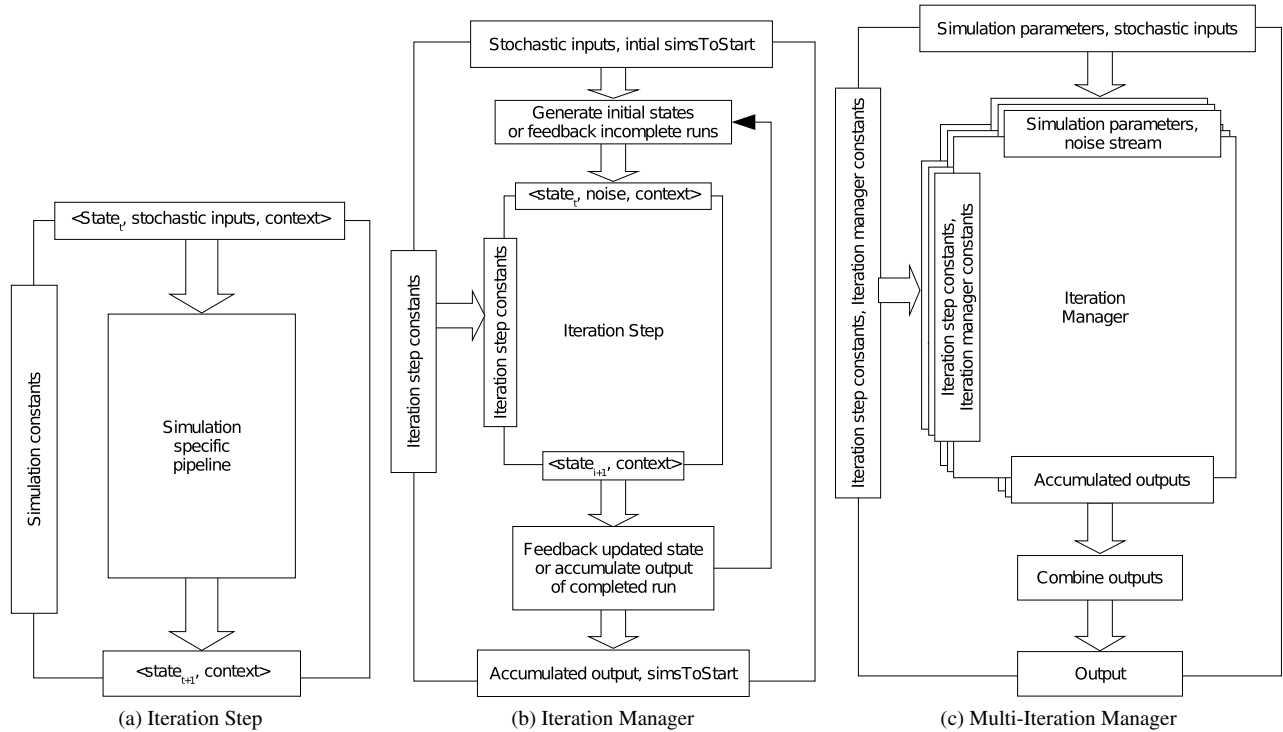 <State_t, stochastic inputs, context>
Simulation constants
Simulation
specific
pipeline
<state_t+1, context>
(a) Iteration Step
Stochastic inputs, intial simsToStart
Generate initial states
or feedback incomplete runs
<state_t, noise, context>
Iteration step constants
Iteration step constants
Iteration Step
<state_i+1, context>
Feedback updated state
or accumulate output
of completed run
Accumulated output, simsToStart
(b) Iteration Manager
Simulation parameters, stochastic inputs
Simulation parameters,
noise stream
Iteration step constants, Iteration manager constants
Iteration step constants,
Iteration manager constants
Iteration
Manager
Accumulated outputs
Combine outputs
Output
(c) Multi-Iteration Manager